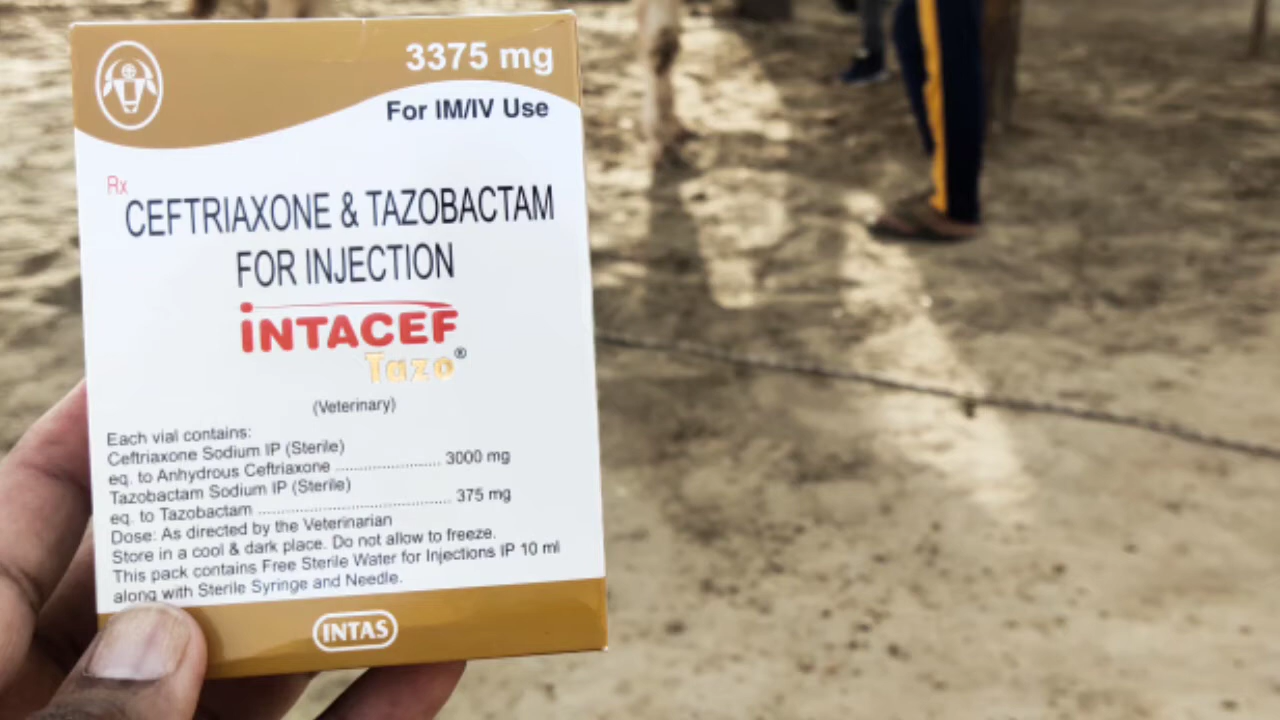 3375 mg
For IM/IV Use
Rx
CEFTRIAXONE & TAZOBACTAM
FOR INJECTION
INTACEF
Tazo®
(Veterinary)
Each vial contains:
Ceftriaxone Sodium IP (Sterile)
eq. to Anhydrous Ceftriaxone ........................ 3000 mg
Tazobactam Sodium IP (Sterile)
eq. to Tazobactam ............................................ 375 mg
Dose: As directed by the Veterinarian
Store in a cool & dark place. Do not allow to freeze.
This pack contains Free Sterile Water for Injections IP 10 ml
along with Sterile Syringe and Needle.
INTAS